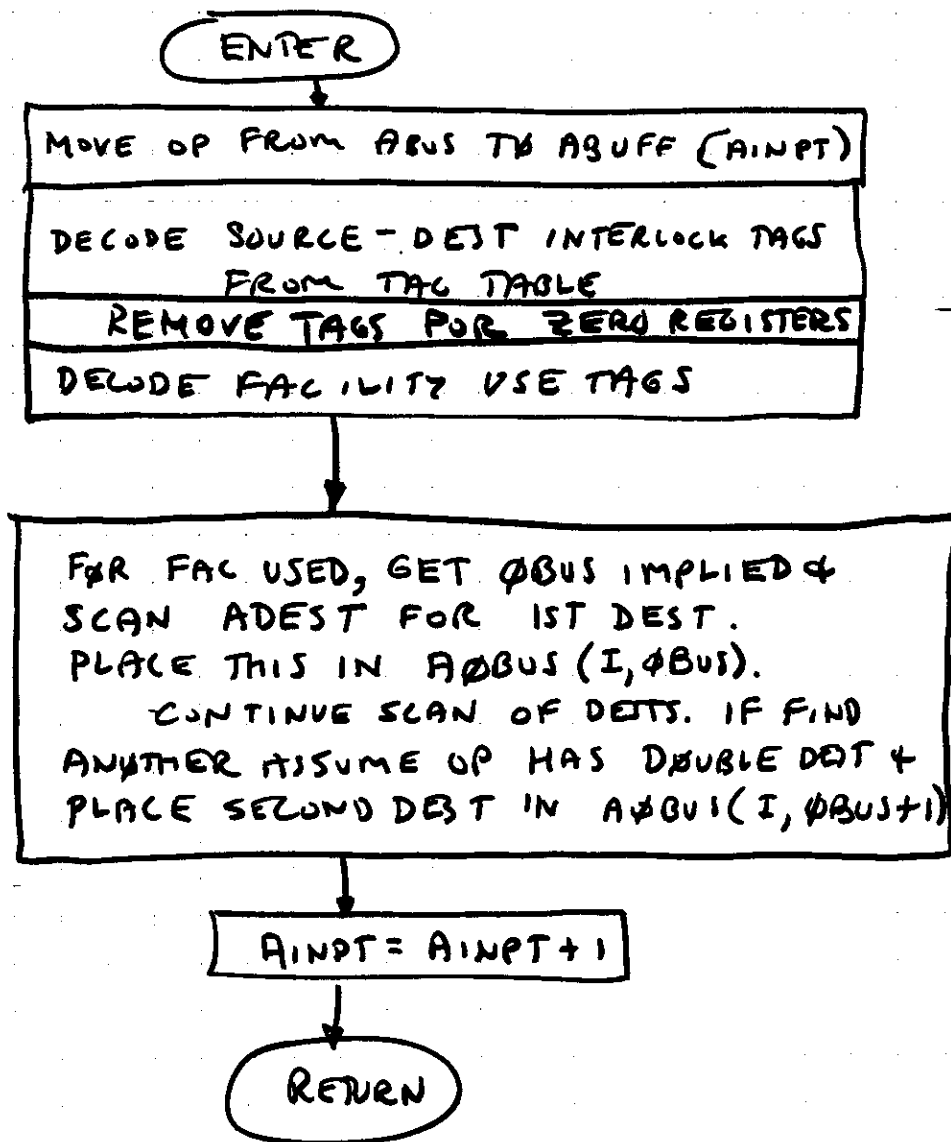 ENTER
MOVE OP FROM ABUS TØ ABUFF (AINPT)
DECODE SOURCE-DEST INTERLOCK TAGS
FROM TAG TABLE
REMOVE TAGS FOR ZERO REGISTERS
DECODE FACILITY USE TAGS
FØR FAC USED, GET ØBUS IMPLIED &
SCAN ADEST FOR 1ST DEST.
PLACE THIS IN AØBUS (I, ØBUS).
CONTINUE SCAN OF DESTS. IF FIND
ANØTHER ASSUME OP HAS DØUBLE DEST &
PLACE SECOND DEST IN AØBUS (I, ØBUS+1)
AINPT = AINPT + 1
RETURN